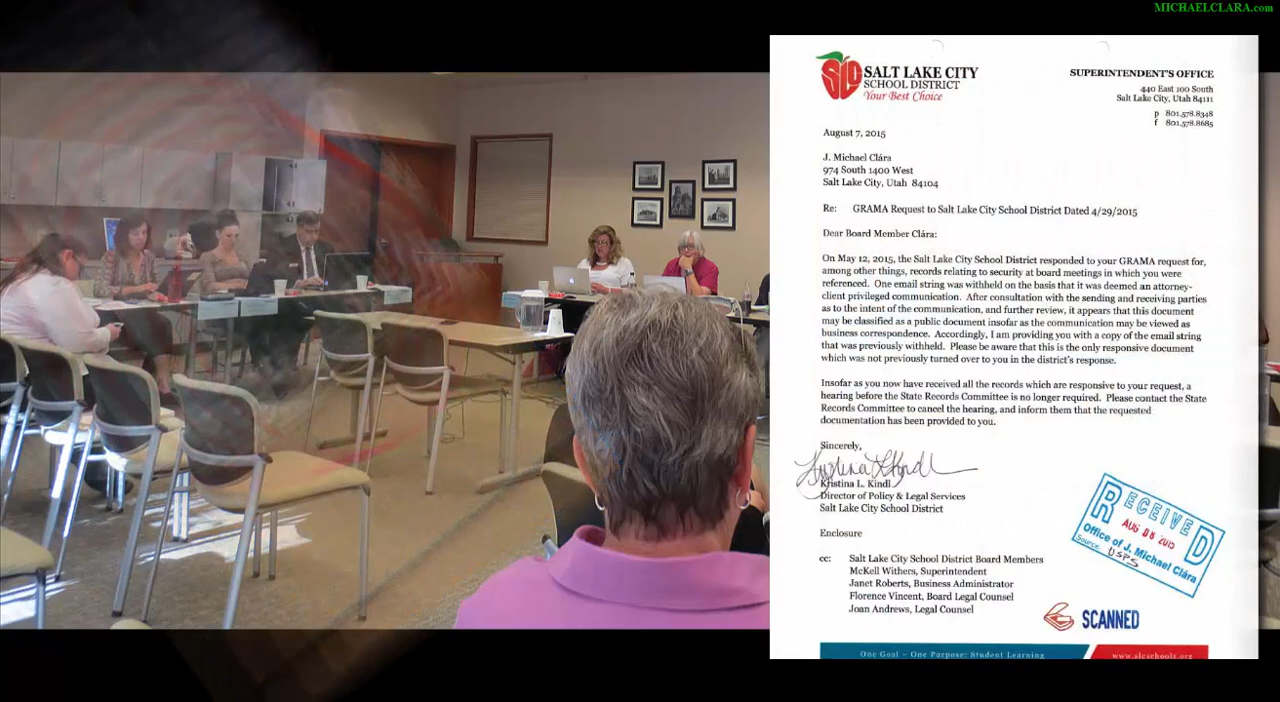 MICHAELCLARA.com
SLD
SALT LAKE CITY
SCHOOL DISTRICT
Your Best Choice
SUPERINTENDENT'S OFFICE
440 East 100 South
Salt Lake City, Utah 84111
p 801.578.8348
f 801.578.8685
August 7, 2015
J. Michael Clára
974 South 1400 West
Salt Lake City, Utah 84104
Re: GRAMA Request to Salt Lake City School District Dated 4/29/2015
Dear Board Member Clára:
On May 12, 2015, the Salt Lake City School District responded to your GRAMA request for,
among other things, records relating to security at board meetings in which you were
referenced. One email string was withheld on the basis that it was deemed an attorney-
client privileged communication. After consultation with the sending and receiving parties
as to the intent of the communication, and further review, it appears that this document
may be classified as a public document insofar as the communication may be viewed as
business correspondence. Accordingly, I am providing you with a copy of the email string
that was previously withheld. Please be aware that this is the only responsive document
which was not previously turned over to you in the district's response.
Insofar as you now have received all the records which are responsive to your request, a
hearing before the State Records Committee is no longer required. Please contact the State
Records Committee to cancel the hearing, and inform them that the requested
documentation has been provided to you.
Sincerely,
Kristina L. Kindl
Kristina L. Kindl
Director of Policy & Legal Services
Salt Lake City School District
Enclosure
cc: Salt Lake City School District Board Members
McKell Withers, Superintendent
Janet Roberts, Business Administrator
Florence Vincent, Board Legal Counsel
Joan Andrews, Legal Counsel
RECEIVED
AUG 08 2015
Office of J. Michael Clára
Source: USPS
SCANNED
One Goal – One Purpose: Student Learning
www.slcschools.org